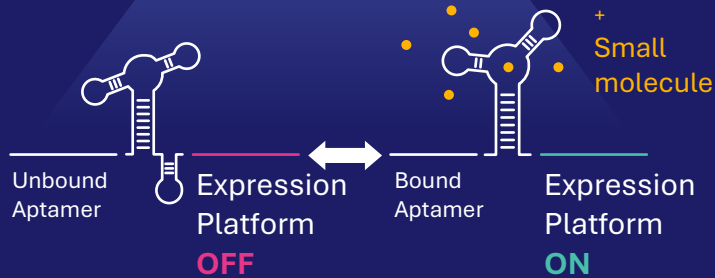 +
Small
molecule
Unbound
Aptamer
Expression
Platform
OFF
Bound
Aptamer
Expression
Platform
ON